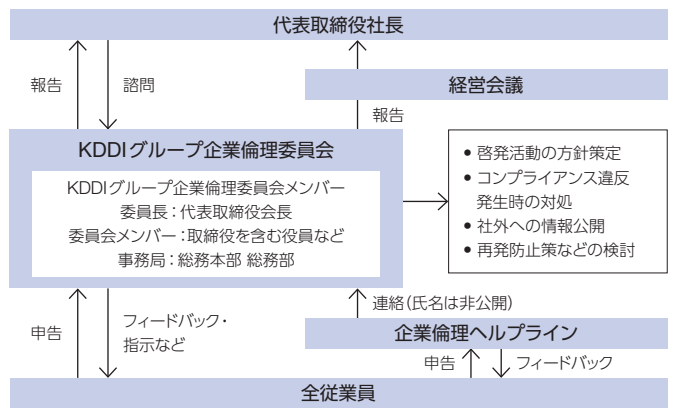 代表取締役社長
報告
諮問
経営会議
報告
KDDIグループ企業倫理委員会
KDDIグループ企業倫理委員会メンバー
委員長：代表取締役会長
委員会メンバー：取締役を含む役員など
事務局：総務本部 総務部
• 啓発活動の方針策定
• コンプライアンス違反
発生時の対処
• 社外への情報公開
• 再発防止策などの検討
申告
フィードバック・
指示など
連絡（氏名は非公開）
企業倫理ヘルプライン
申告
フィードバック
全従業員